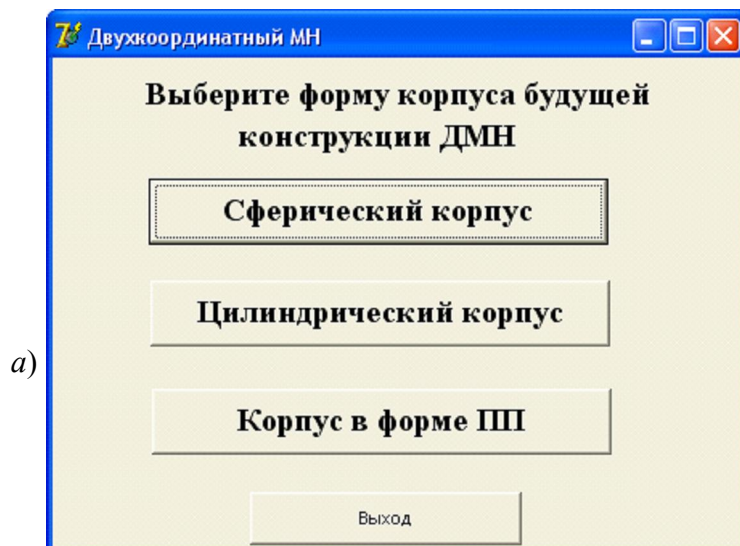 Двухкоординатный МН
Выберите форму корпуса будущей
конструкции ДМН
Сферический корпус
Цилиндрический корпус
а)
Корпус в форме ПП
Выход